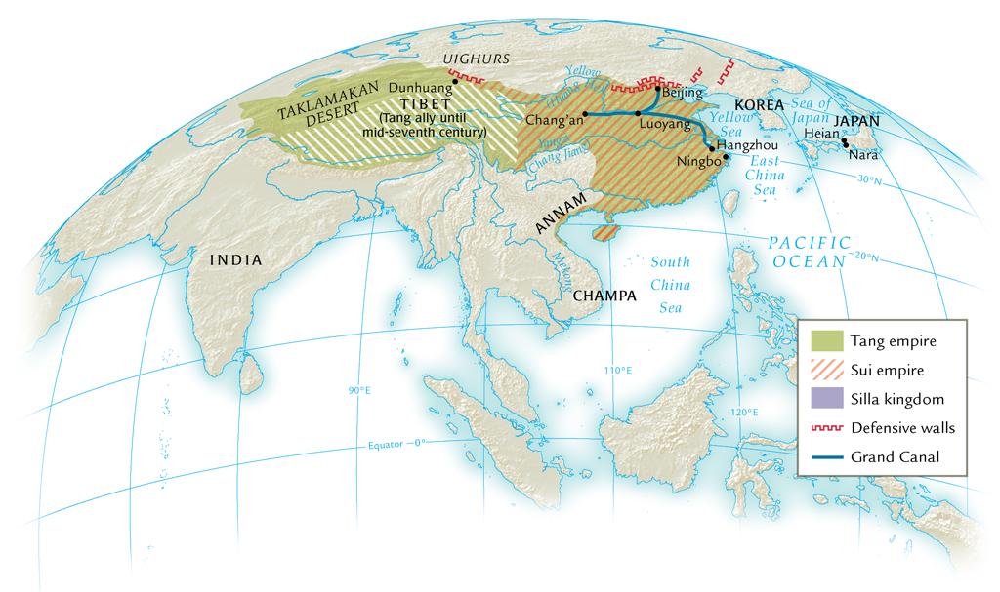 UIGHURS
Dunhuang
TAKLAMAKAN
DESERT
TIBET
(Tang ally until
mid-seventh century)
Yellow
(Huang He)
Beijing
Chang'an
Luoyang
Yangzi
(Chang Jiang)
KOREA
Yellow
Sea
Sea of
Japan
JAPAN
Heian
Nara
Hangzhou
Ningbo
East
China
Sea
30°N
ANNAM
INDIA
Mekong
CHAMPA
South
China
Sea
PACIFIC
OCEAN
20°N
110°E
90°E
120°E
Equator 0°
Tang empire
Sui empire
Silla kingdom
Defensive walls
Grand Canal